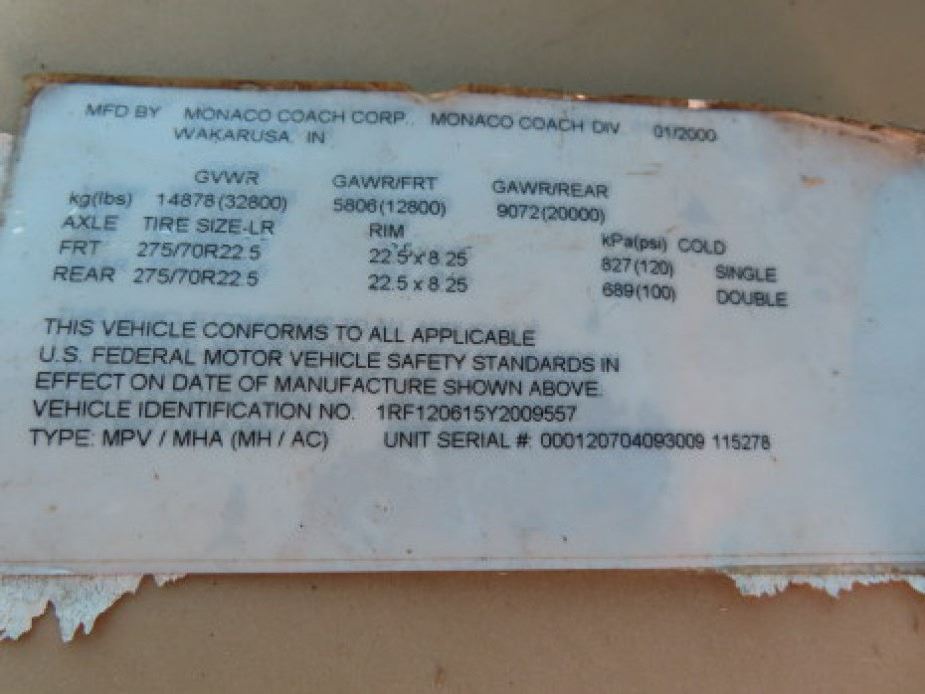 MFD BY MONACO COACH CORP. MONACO COACH DIV 01/2000
WAKARUSA, IN
GVWR GAWR/FRT GAWR/REAR
kg(lbs) 14878(32800) 5806(12800) 9072(20000)
AXLE TIRE SIZE-LR RIM kPa(psi) COLD
FRT 275/70R22.5 22.5 x 8.25 827(120) SINGLE
REAR 275/70R22.5 22.5 x 8.25 689(100) DOUBLE
THIS VEHICLE CONFORMS TO ALL APPLICABLE
U.S. FEDERAL MOTOR VEHICLE SAFETY STANDARDS IN
EFFECT ON DATE OF MANUFACTURE SHOWN ABOVE.
VEHICLE IDENTIFICATION NO. 1RF120615Y2009557
TYPE: MPV / MHA (MH / AC) UNIT SERIAL #: 000120704093009 115278